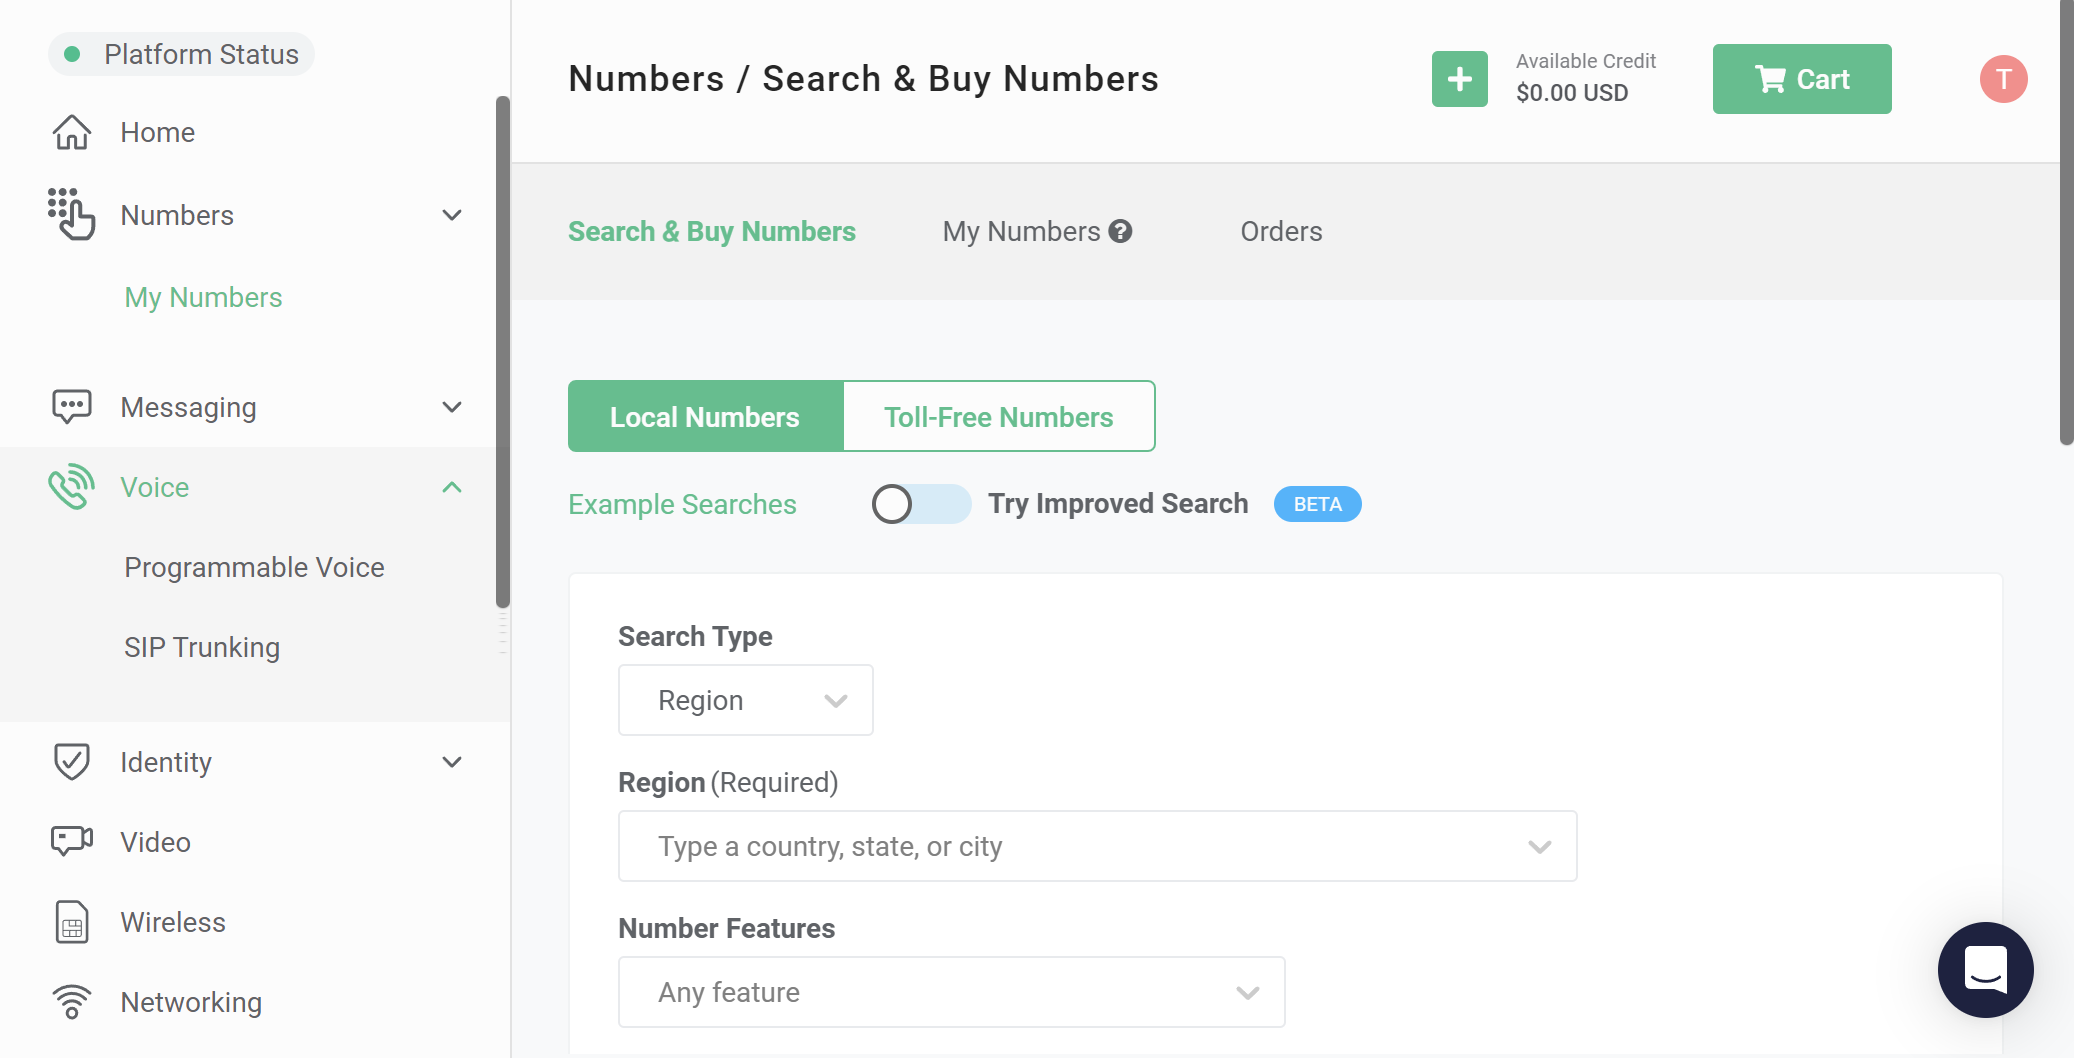 Platform Status
Home
Numbers
My Numbers
Messaging
Voice
Programmable Voice
SIP Trunking
Identity
Video
Wireless
Networking
Numbers / Search & Buy Numbers
Available Credit
$0.00 USD
Cart
T
Search & Buy Numbers
My Numbers
Orders
Local Numbers
Toll-Free Numbers
Example Searches
Try Improved Search
BETA
Search Type
Region
Region (Required)
Type a country, state, or city
Number Features
Any feature